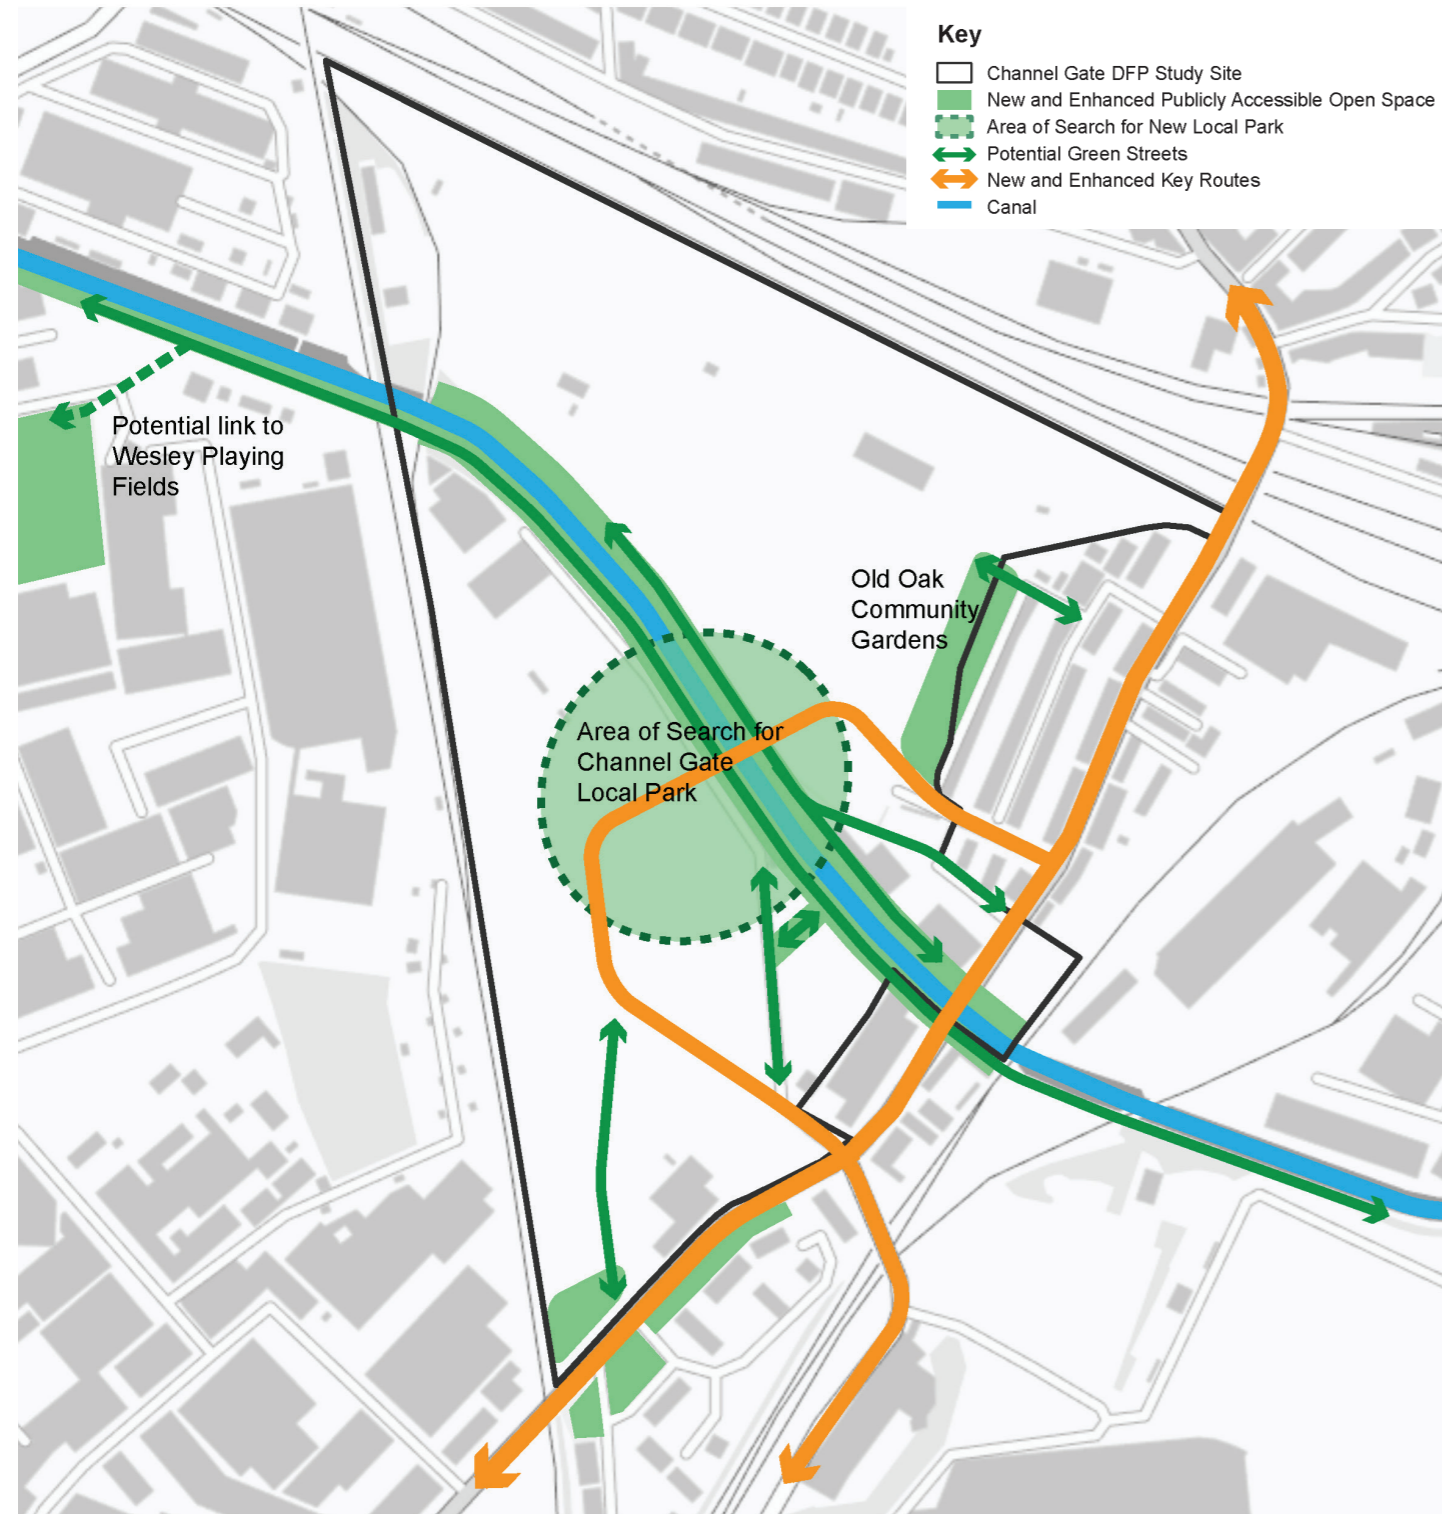 Key
Channel Gate DFP Study Site
New and Enhanced Publicly Accessible Open Space
Area of Search for New Local Park
Potential Green Streets
New and Enhanced Key Routes
Canal
Potential link to
Wesley Playing
Fields
Old Oak
Community
Gardens
Area of Search for
Channel Gate
Local Park